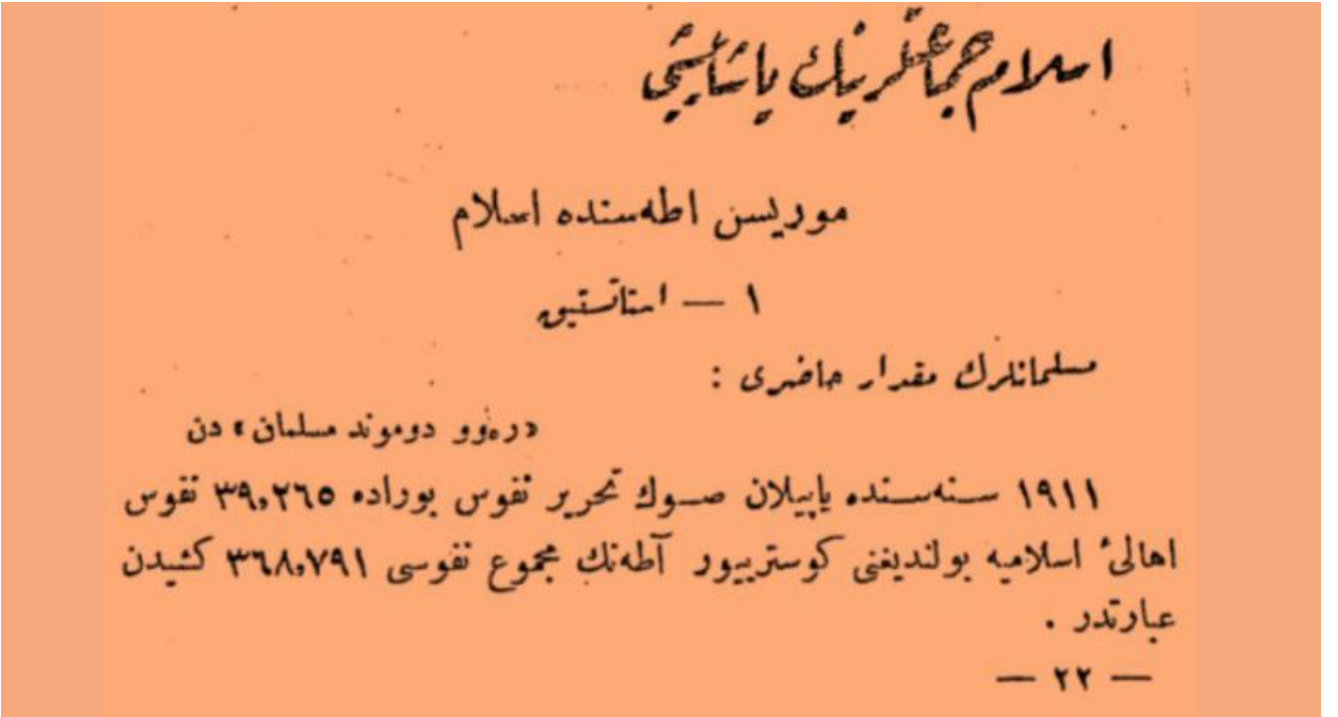 اسلام جماعتلرینك یاشایشی
موریسن اطه‌سنده اسلام
١ — استاتستیق
مسلمانلرك مقدار حاضری :
«ره‌وو دوموند مسلمان» دن
١٩١١ سنه‌سنده یاپیلان صوك تحریر نفوس بوراده ٣٩,٢٦٥ نفوس
اهالئ اسلامیه بولندیغنی كوستریيور آطه‌نك مجموع نفوسی ٣٦٨,٧٩١ كشیدن
عبارتدر .
— ٢٢ —